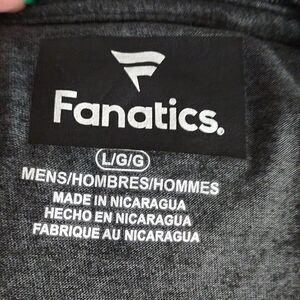 Fanatics.
L/G/G
MENS/HOMBRES/HOMMES
MADE IN NICARAGUA
HECHO EN NICARAGUA
FABRIQUE AU NICARAGUA